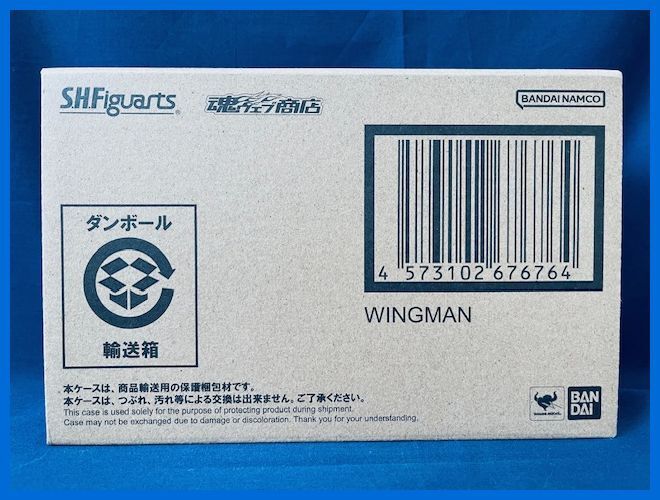 S.H.Figuarts
魂ウェブ商店
BANDAI NAMCO
4 573102 676764
WINGMAN
ダンボール
輸送箱
本ケースは、商品輸送用の保護梱包材です。
本ケースは、つぶれ、汚れ等による交換は出来ません。ご了承ください。
This case is used solely for the purpose of protecting product during shipment.
Case may not be exchanged due to damage or discoloration. Thank you for your understanding.
BAN
DAI